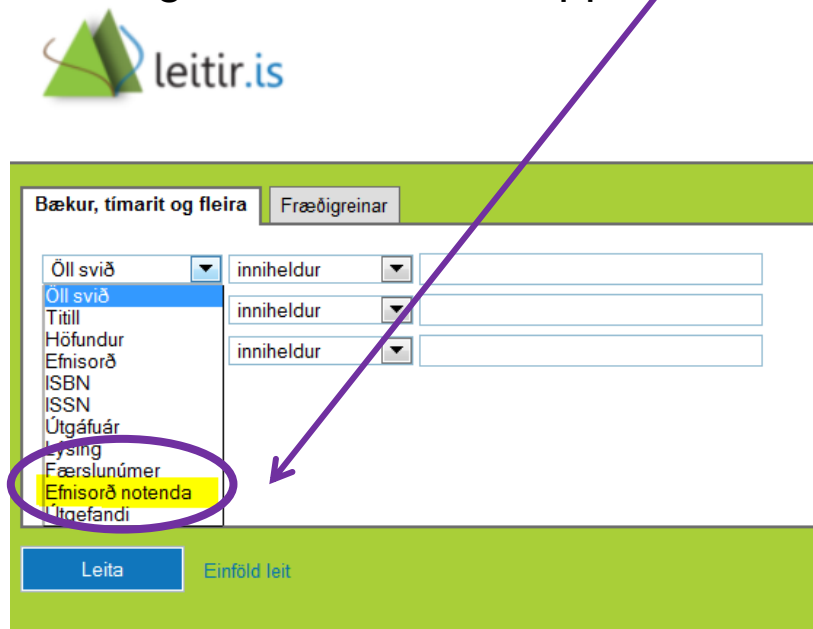 leitir.is
Bækur, tímarit og fleira Fræðigreinar
Öll svið inniheldur
Öll svið
Titill inniheldur
Höfundur
Efnisorð inniheldur
ISBN
ISSN
Útgáfuár
Lýsing
Færslunúmer
Efnisorð notenda
Útgefandi
Leita Einföld leit